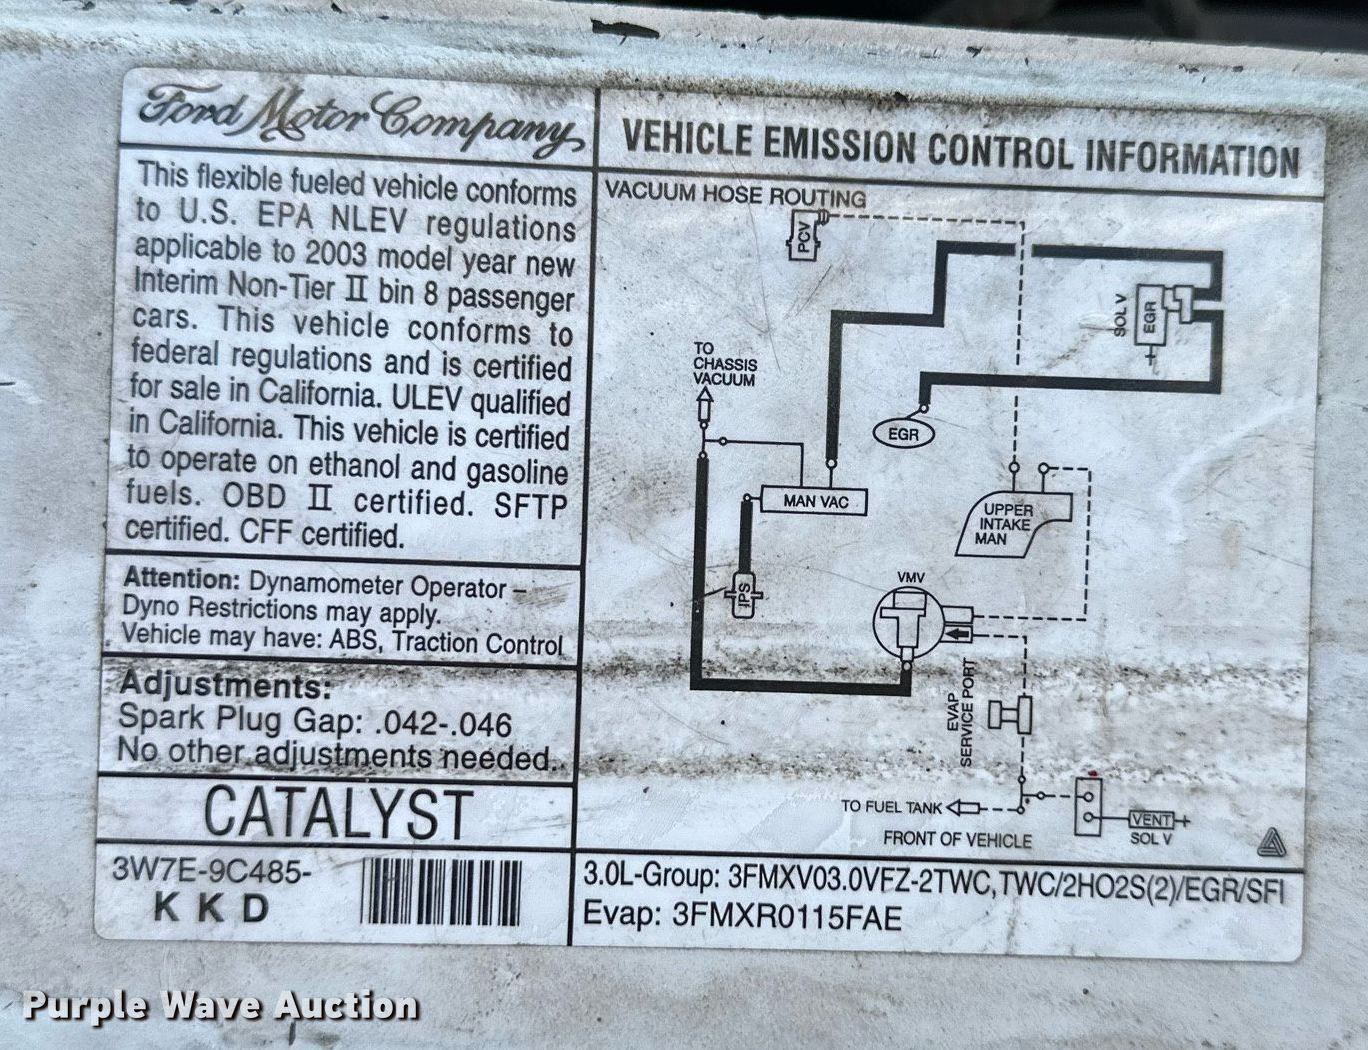 Ford Motor Company
This flexible fueled vehicle conforms
to U.S. EPA NLEV regulations
applicable to 2003 model year new
Interim Non-Tier II bin 8 passenger
cars. This vehicle conforms to
federal regulations and is certified
for sale in California. ULEV qualified
in California. This vehicle is certified
to operate on ethanol and gasoline
fuels. OBD II certified. SFTP
certified. CFF certified.
Attention: Dynamometer Operator –
Dyno Restrictions may apply.
Vehicle may have: ABS, Traction Control
Adjustments:
Spark Plug Gap: .042-.046
No other adjustments needed.
CATALYST
3W7E-9C485-
K K D
VEHICLE EMISSION CONTROL INFORMATION
VACUUM HOSE ROUTING
PCV
SOL V
EGR
TO
CHASSIS
VACUUM
EGR
MAN VAC
UPPER
INTAKE
MAN
IPS
VMV
EVAP
SERVICE PORT
TO FUEL TANK
VENT
SOL V
FRONT OF VEHICLE
3.0L-Group: 3FMXV03.0VFZ-2TWC,TWC/2HO2S(2)/EGR/SFI
Evap: 3FMXR0115FAE
Purple Wave Auction